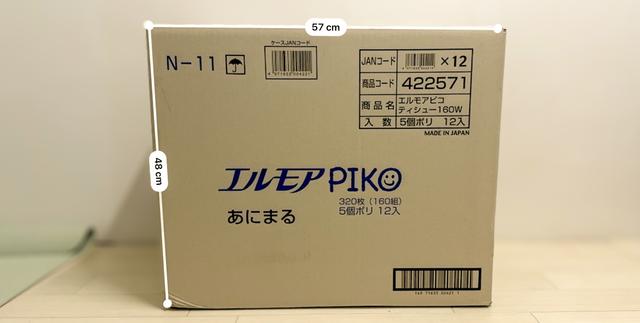 57 cm
48 cm
N-11
ケースJANコード
JANコード ×12
商品コード 422571
商品名 エルモアピコ
ティシュー160W
入数 5個ポリ 12入
MADE IN JAPAN
エルモア PIKO
320枚(160組)
5個ポリ 12入
あにまる